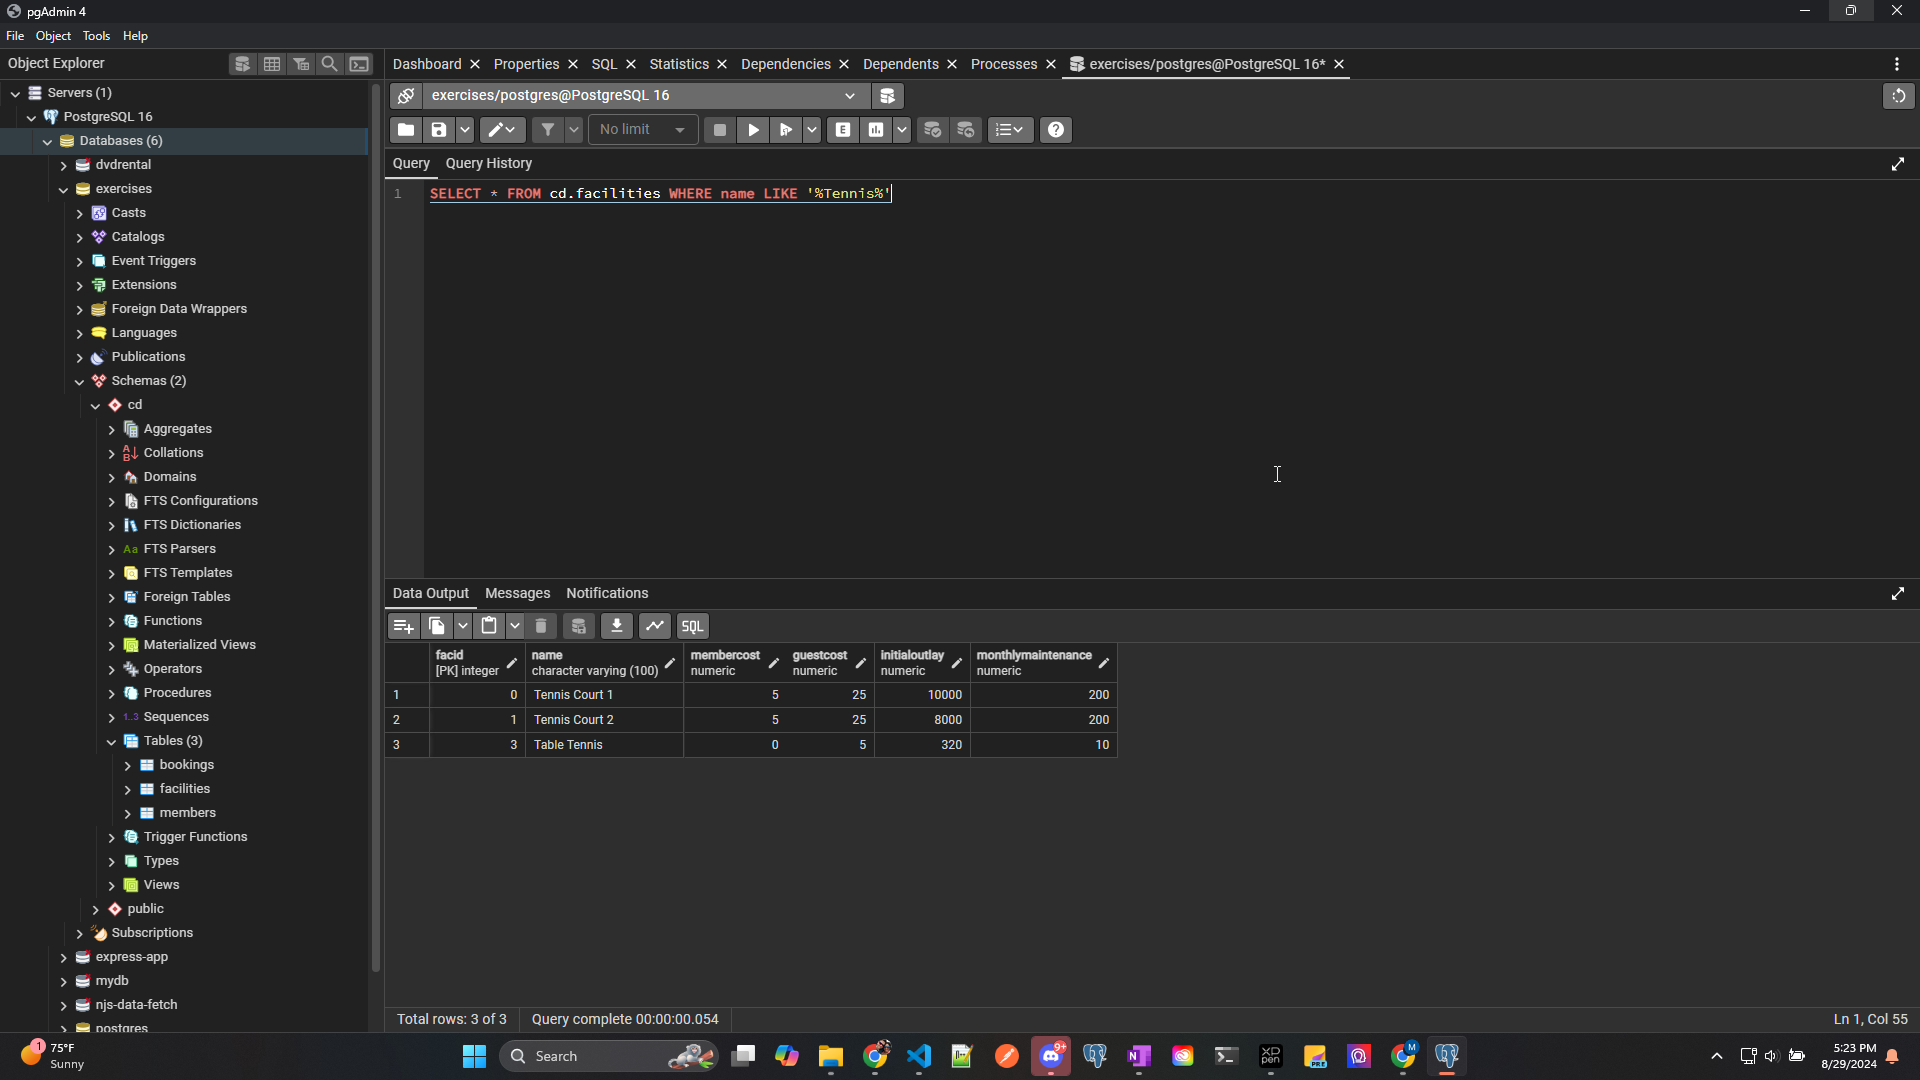 pgAdmin 4
File Object Tools Help
Object Explorer
Dashboard Properties SQL Statistics Dependencies Dependents Processes exercises/postgres@PostgreSQL 16*
Servers (1)
PostgreSQL 16
Databases (6)
dvdrental
exercises
Casts
Catalogs
Event Triggers
Extensions
Foreign Data Wrappers
Languages
Publications
Schemas (2)
cd
Aggregates
Collations
Domains
FTS Configurations
FTS Dictionaries
Aa FTS Parsers
FTS Templates
Foreign Tables
Functions
Materialized Views
Operators
Procedures
1..3 Sequences
Tables (3)
bookings
facilities
members
Trigger Functions
Types
Views
public
Subscriptions
express-app
mydb
njs-data-fetch
postgres
exercises/postgres@PostgreSQL 16
No limit
E
Query Query History
1 SELECT * FROM cd.facilities WHERE name LIKE '%Tennis%'
Data Output Messages Notifications
SQL
facid name membercost guestcost initialoutlay monthlymaintenance
[PK] integer character varying (100) numeric numeric numeric numeric
1 0 Tennis Court 1 5 25 10000 200
2 1 Tennis Court 2 5 25 8000 200
3 3 Table Tennis 0 5 320 10
Total rows: 3 of 3 Query complete 00:00:00.054
Ln 1, Col 55
1
75°F
Sunny
Search
9+
XP
pen
PRE
M
5:23 PM
8/29/2024